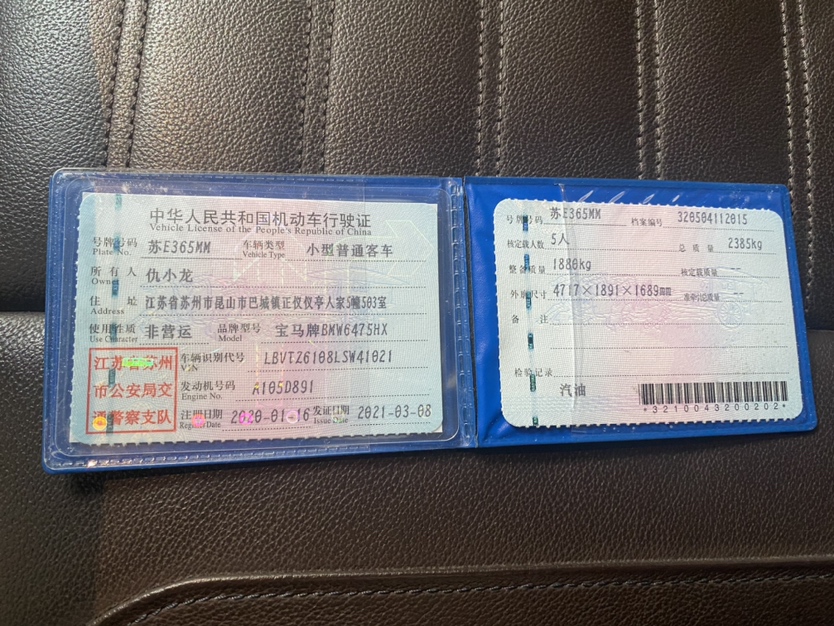 中华人民共和国机动车行驶证
Vehicle License of the People's Republic of China
号牌号码 苏E365MM 车辆类型 小型普通客车
Plate No. Vehicle Type
所有人 仇小龙
Owner
住址 江苏省苏州市昆山市巴城镇正仪仪亭人家9幢503室
Address
使用性质 非营运 品牌型号 宝马牌BMW6475HX
Use Character Model
江苏省苏州
市公安局交
通警察支队
车辆识别代号 LBVTZ6108LSW41021
VIN
发动机号码 A105D891
Engine No.
注册日期 2020-01-16 发证日期 2021-03-08
Register Date Issue Date
号牌号码 苏E365MM 档案编号 320504112015
核定载人数 5人 总质量 2385kg
整备质量 1880kg 核定载质量 --
外廓尺寸 4717×1891×1689mm 准牵引总质量 --
备注
检验记录
汽油
*3210043200202*